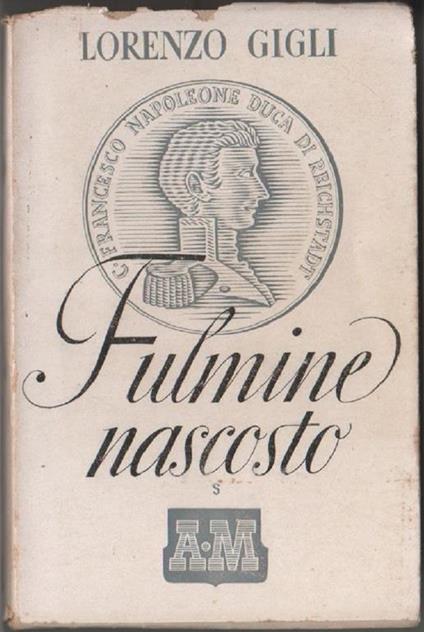 LORENZO GIGLI
C. FRANCESCO NAPOLEONE DUCA DI REICHSTADT
Fulmine
nascosto
S
A·M